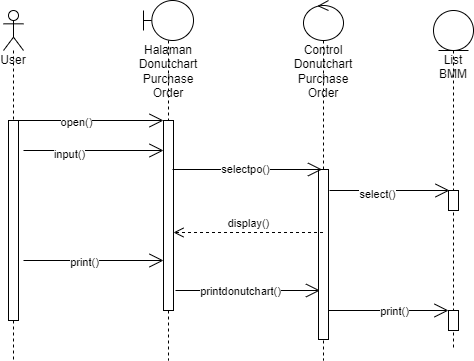 User
Halaman
Donutchart
Purchase
Order
Control
Donutchart
Purchase
Order
List
BMM
open()
input()
selectpo()
select()
display()
print()
printdonutchart()
print()